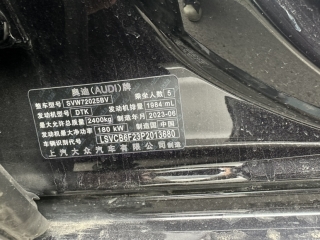 奥迪(AUDI)牌
整车型号 SVW7202SBV 乘坐人数 5
发动机型号 DTK 发动机排量 1984 mL
最大允许总质量 2400kg 制造年月 2023-06
发动机最大净功率 180 kW 制造国 中国
车辆识别代号 LSVCB6F23P2013680
上汽大众汽车有限公司 制造